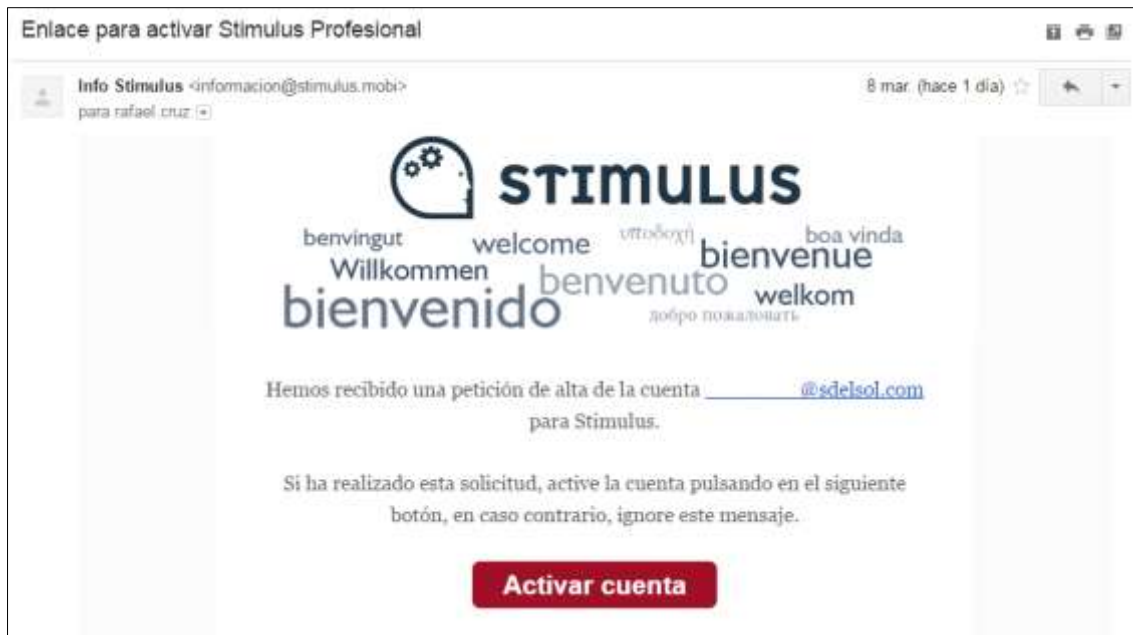 Enlace para activar Stimulus Profesional
Info Stimulus <informacion@stimulus.mobi>
8 mar. (hace 1 día)
para rafael.cruz
STIMULUS
benvingut welcome υποδοχή boa vinda
Willkommen bienvenue
bienvenido benvenuto welkom
добро пожаловать
Hemos recibido una petición de alta de la cuenta @sdelsol.com
para Stimulus.
Si ha realizado esta solicitud, active la cuenta pulsando en el siguiente
botón, en caso contrario, ignore este mensaje.
Activar cuenta